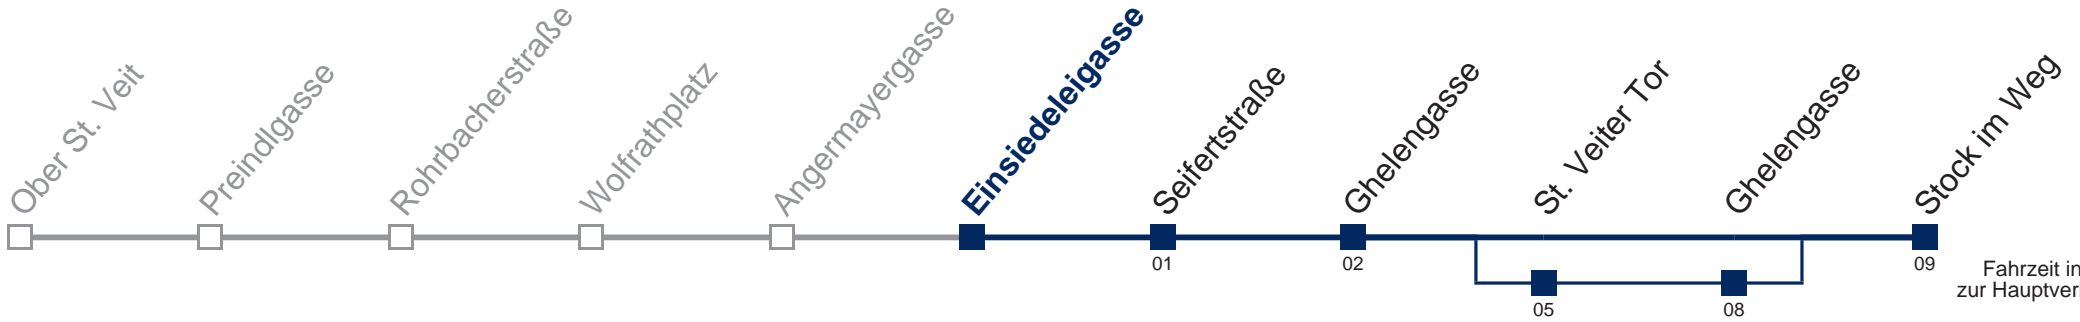 Ober St. Veit
Preindlgasse
Rohrbacherstraße
Wolfrathplatz
Angermayergasse
Einsiedeleigasse
Seifertstraße
Ghelengasse
St. Veiter Tor
Ghelengasse
Stock im Weg
01
02
09
05
08
Fahrzeit in
zur Hauptver